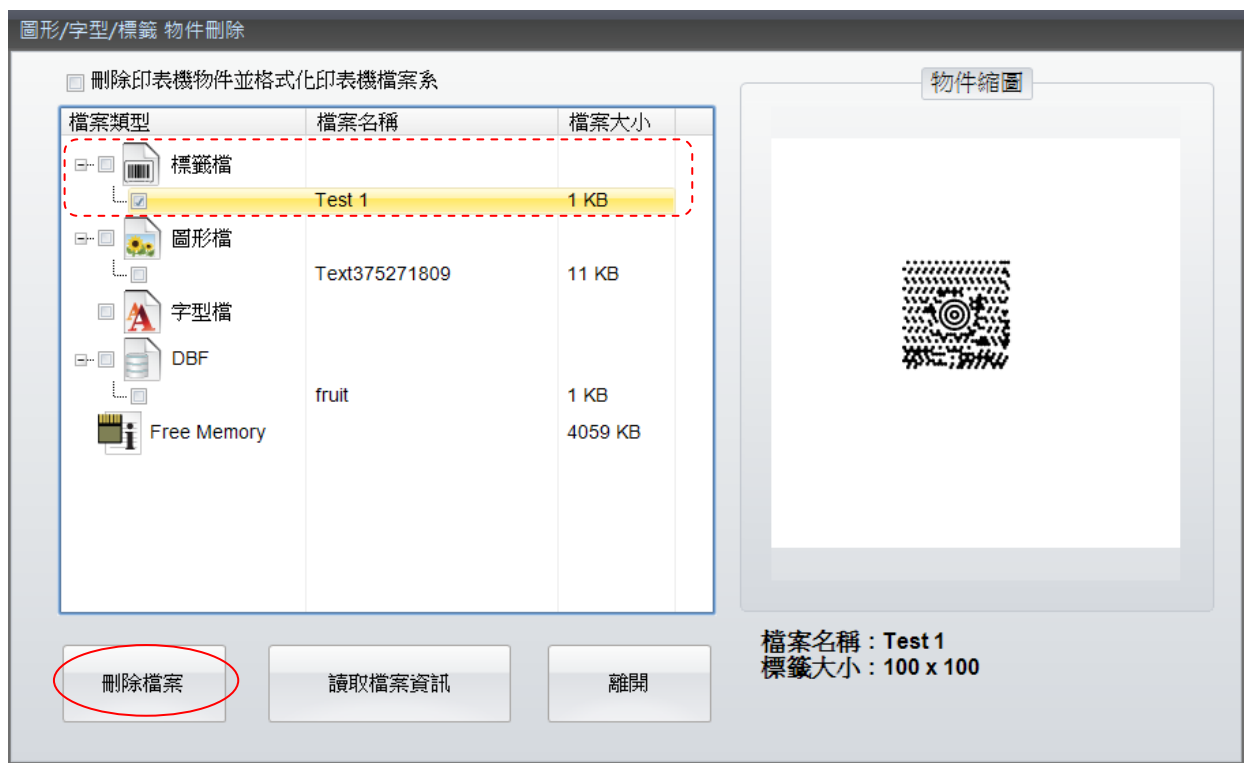 圖形/字型/標籤 物件刪除
刪除印表機物件並格式化印表機檔案系
檔案類型 檔案名稱 檔案大小
標籤檔
Test 1 1 KB
圖形檔
Text375271809 11 KB
字型檔
DBF
fruit 1 KB
Free Memory 4059 KB
刪除檔案 讀取檔案資訊 離開
物件縮圖
檔案名稱：Test 1
標籤大小：100 x 100